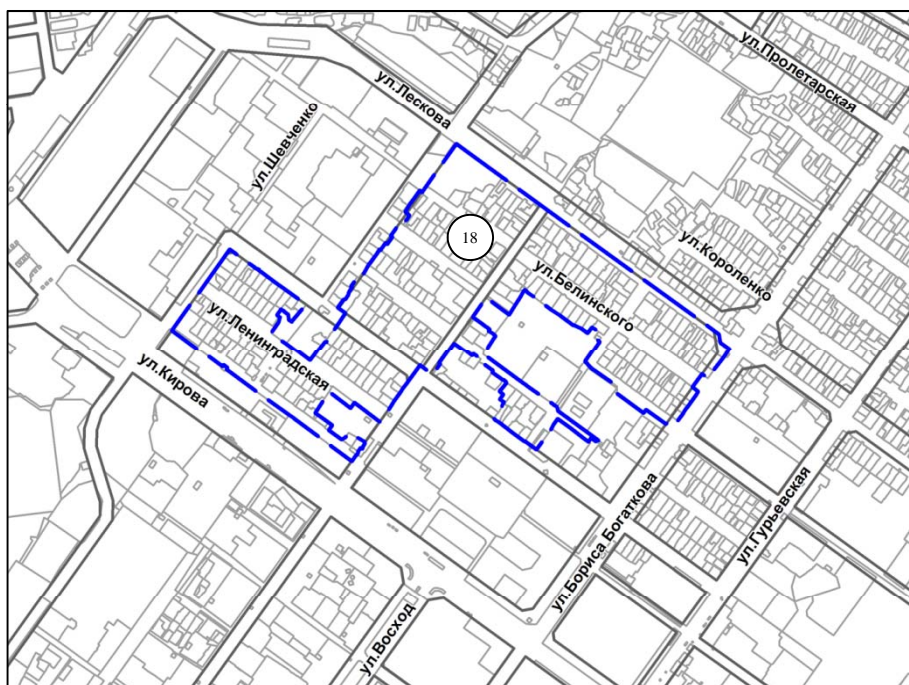 ул.Пролетарская
ул.Лескова
ул.Шевченко
18
ул.Короленко
ул.Белинского
ул.Ленинградская
ул.Кирова
ул.Бориса Богаткова
ул.Гурьевская
ул.Восход